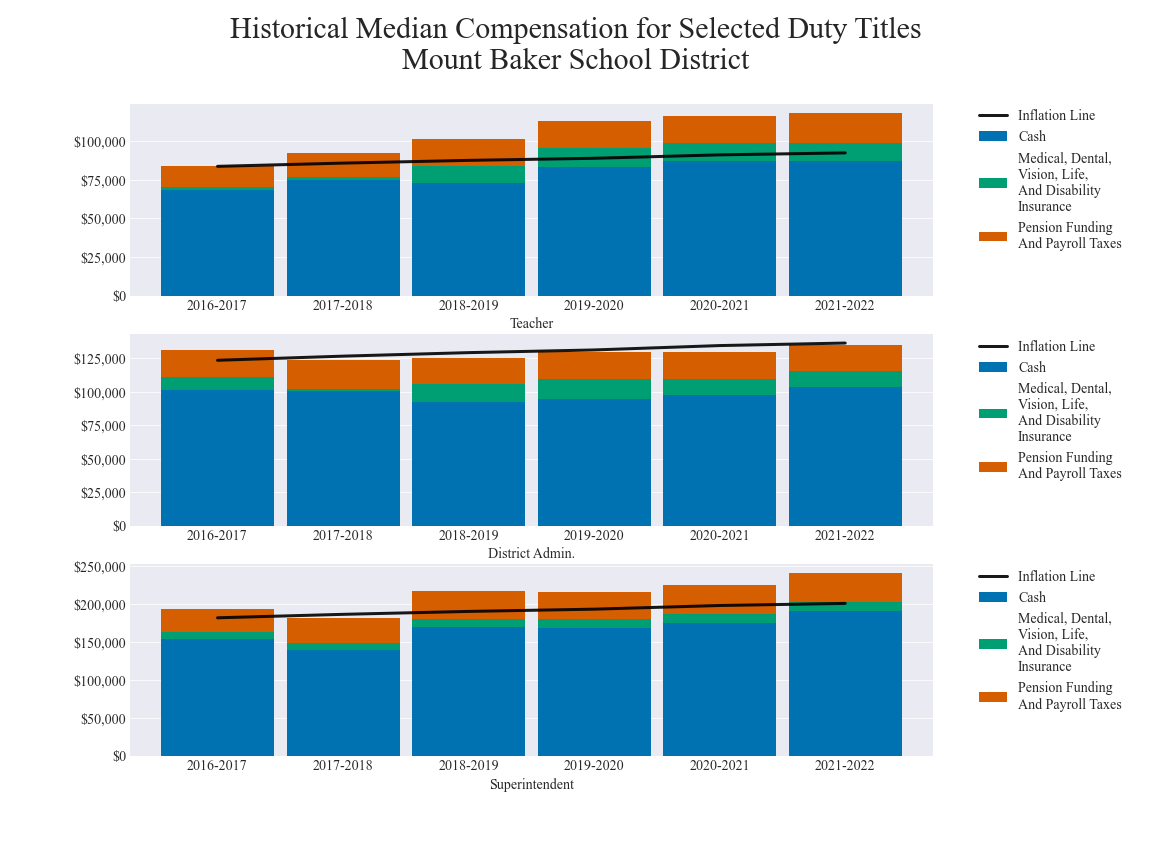 Historical Median Compensation for Selected Duty Titles
Mount Baker School District
$100,000
$75,000
$50,000
$25,000
$0
2016-2017
2017-2018
2018-2019
2019-2020
2020-2021
2021-2022
Teacher
Inflation Line
Cash
Medical, Dental,
Vision, Life,
And Disability
Insurance
Pension Funding
And Payroll Taxes
$125,000
$100,000
$75,000
$50,000
$25,000
$0
2016-2017
2017-2018
2018-2019
2019-2020
2020-2021
2021-2022
District Admin.
Inflation Line
Cash
Medical, Dental,
Vision, Life,
And Disability
Insurance
Pension Funding
And Payroll Taxes
$250,000
$200,000
$150,000
$100,000
$50,000
$0
2016-2017
2017-2018
2018-2019
2019-2020
2020-2021
2021-2022
Superintendent
Inflation Line
Cash
Medical, Dental,
Vision, Life,
And Disability
Insurance
Pension Funding
And Payroll Taxes